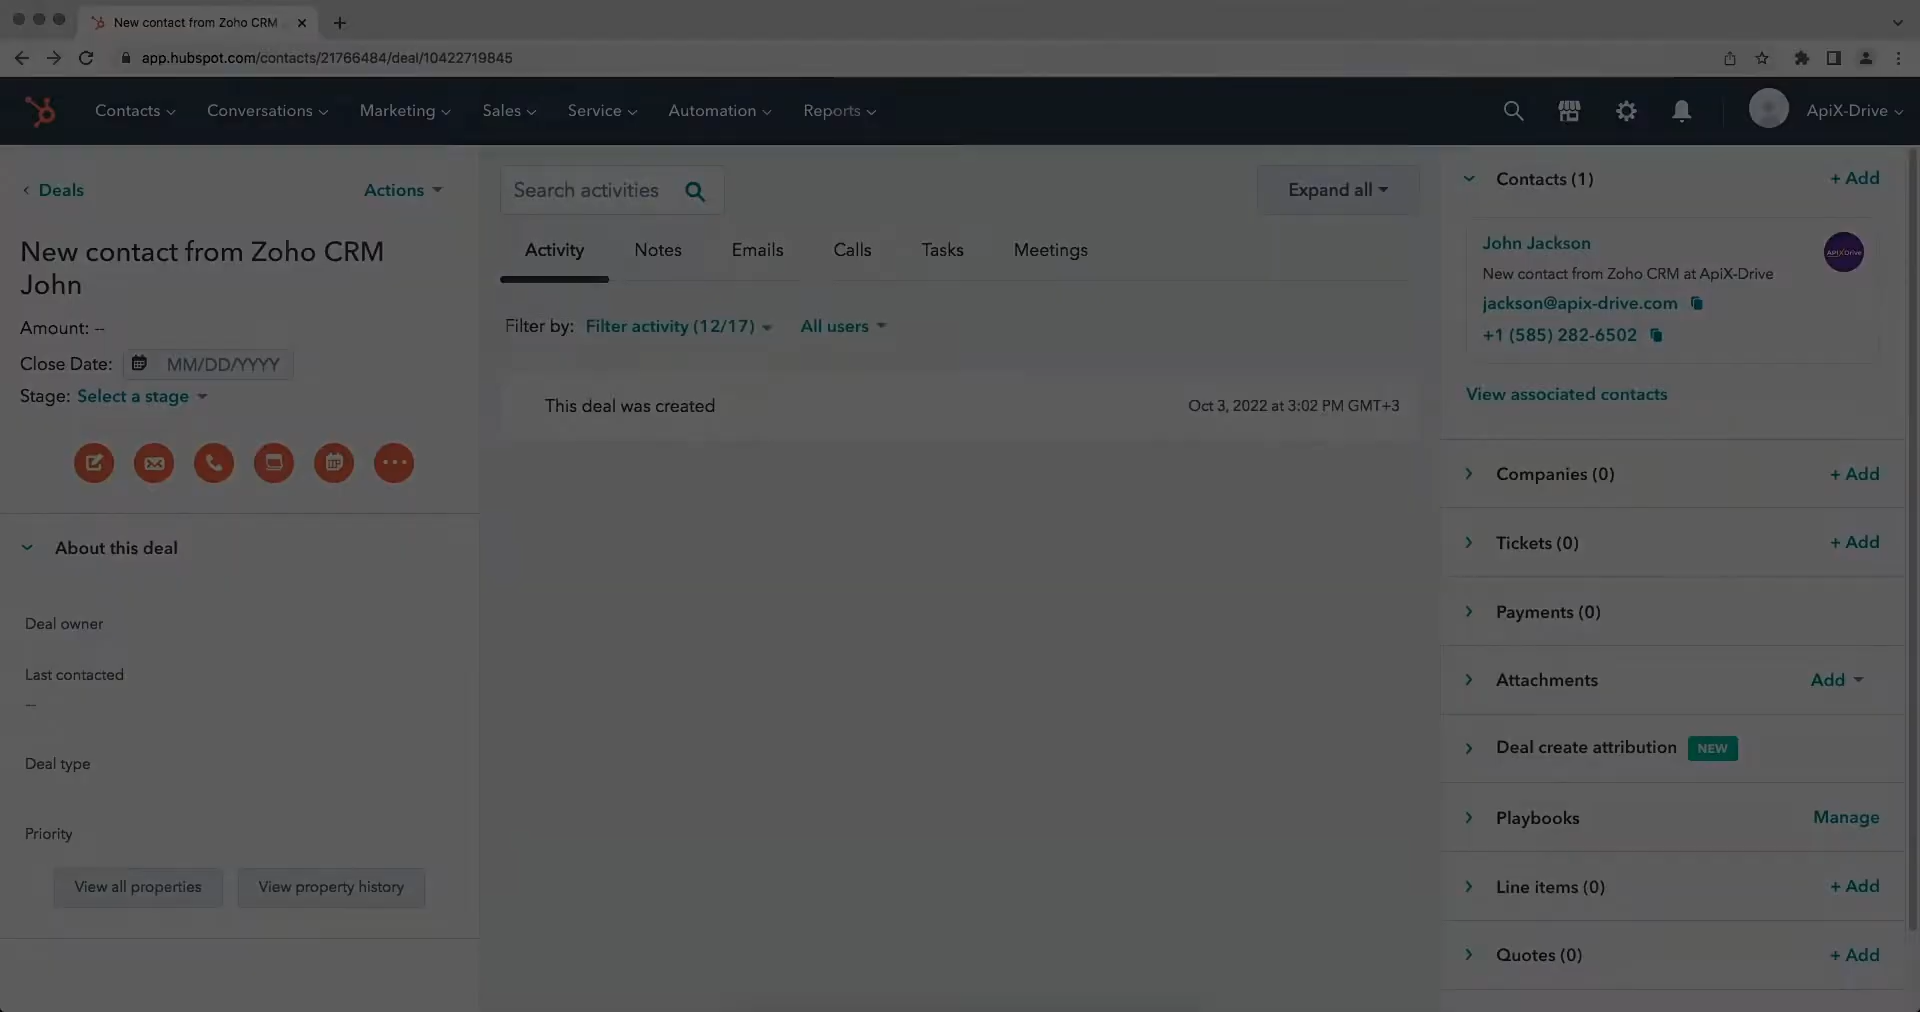 New contact from Zoho CRM
app.hubspot.com/contacts/21766484/deal/10422719845
Contacts
Conversations
Marketing
Sales
Service
Automation
Reports
ApiX-Drive
Deals
Actions
New contact from Zoho CRM
John
Amount: --
Close Date: MM/DD/YYYY
Stage: Select a stage
About this deal
Deal owner
Last contacted
--
Deal type
Priority
View all properties
View property history
Search activities
Expand all
Activity
Notes
Emails
Calls
Tasks
Meetings
Filter by: Filter activity (12/17) All users
This deal was created
Oct 3, 2022 at 3:02 PM GMT+3
Contacts (1)
+ Add
John Jackson
APIXDrive
New contact from Zoho CRM at ApiX-Drive
jackson@apix-drive.com
+1 (585) 282-6502
View associated contacts
Companies (0)
+ Add
Tickets (0)
+ Add
Payments (0)
Attachments
Add
Deal create attribution NEW
Playbooks
Manage
Line items (0)
+ Add
Quotes (0)
+ Add